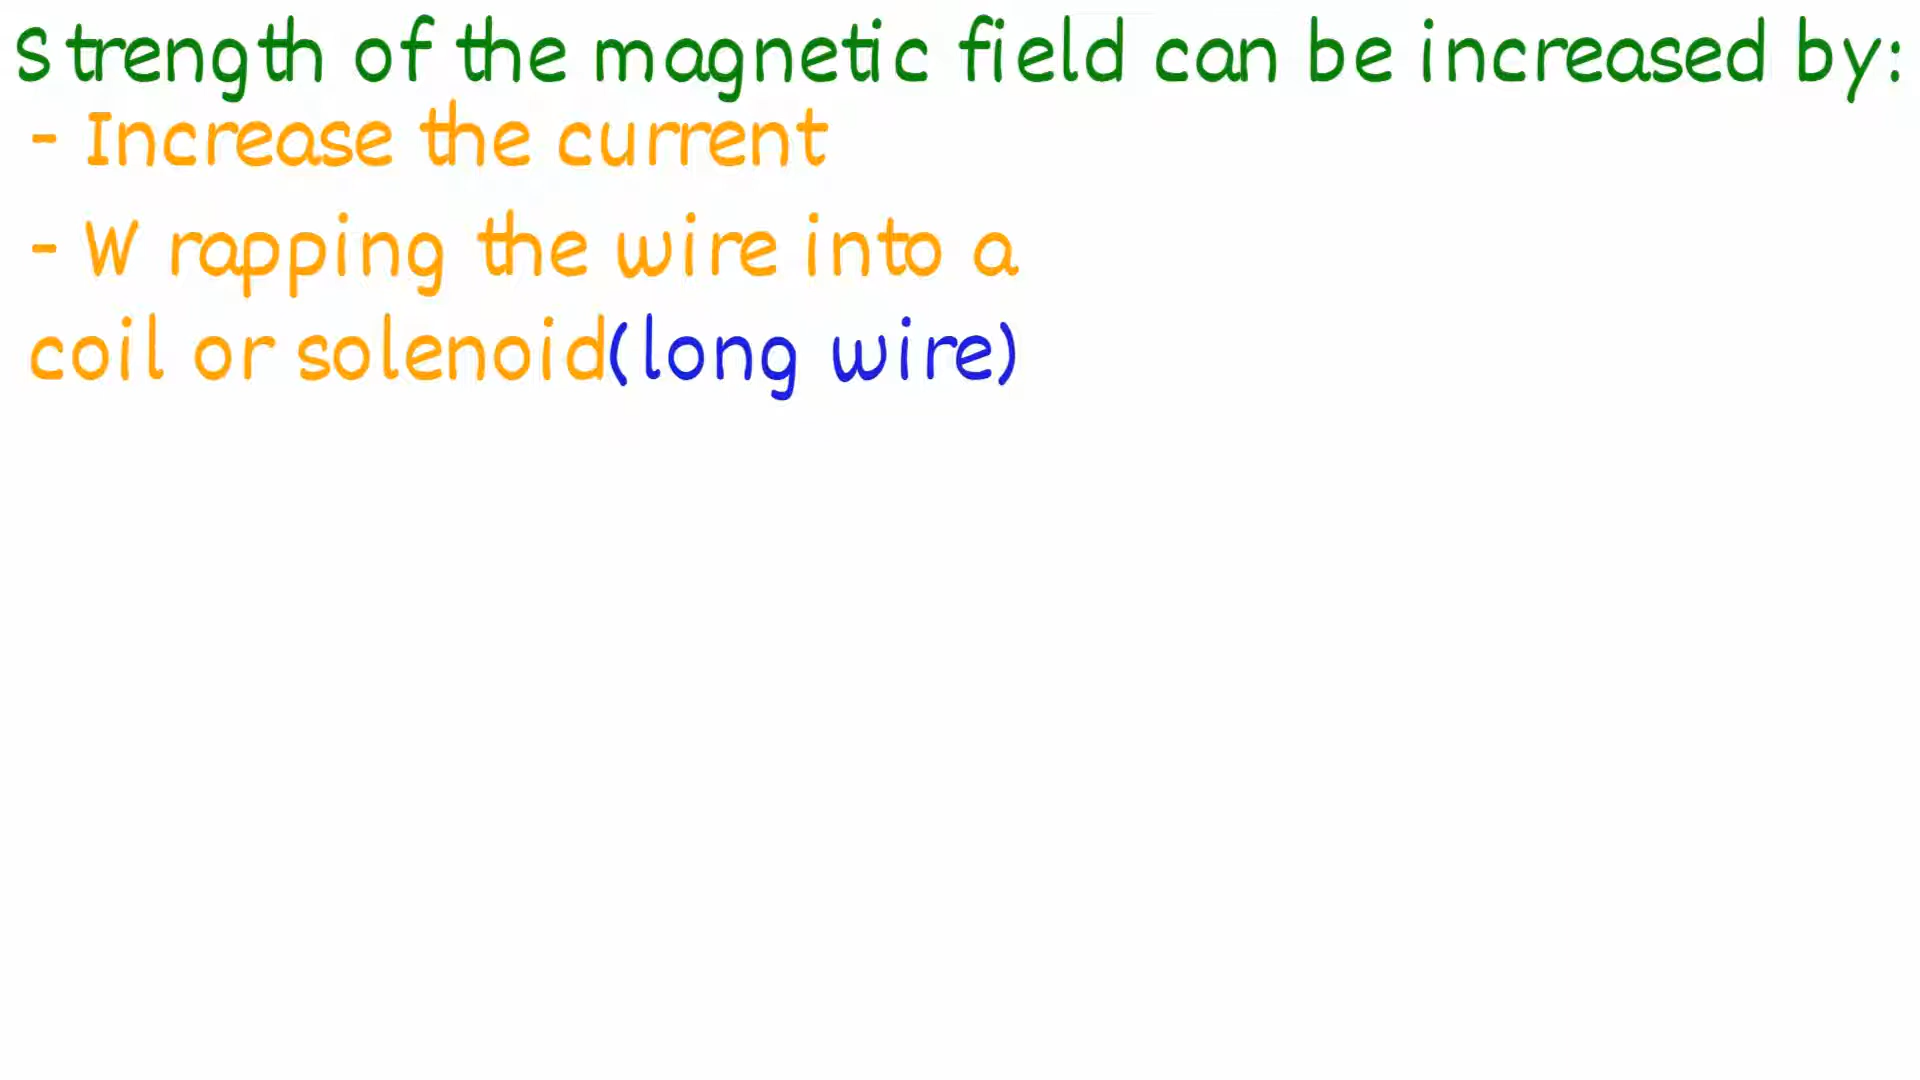 Strength of the magnetic field can be increased by:
- Increase the current
- Wrapping the wire into a
coil or solenoid(long wire)